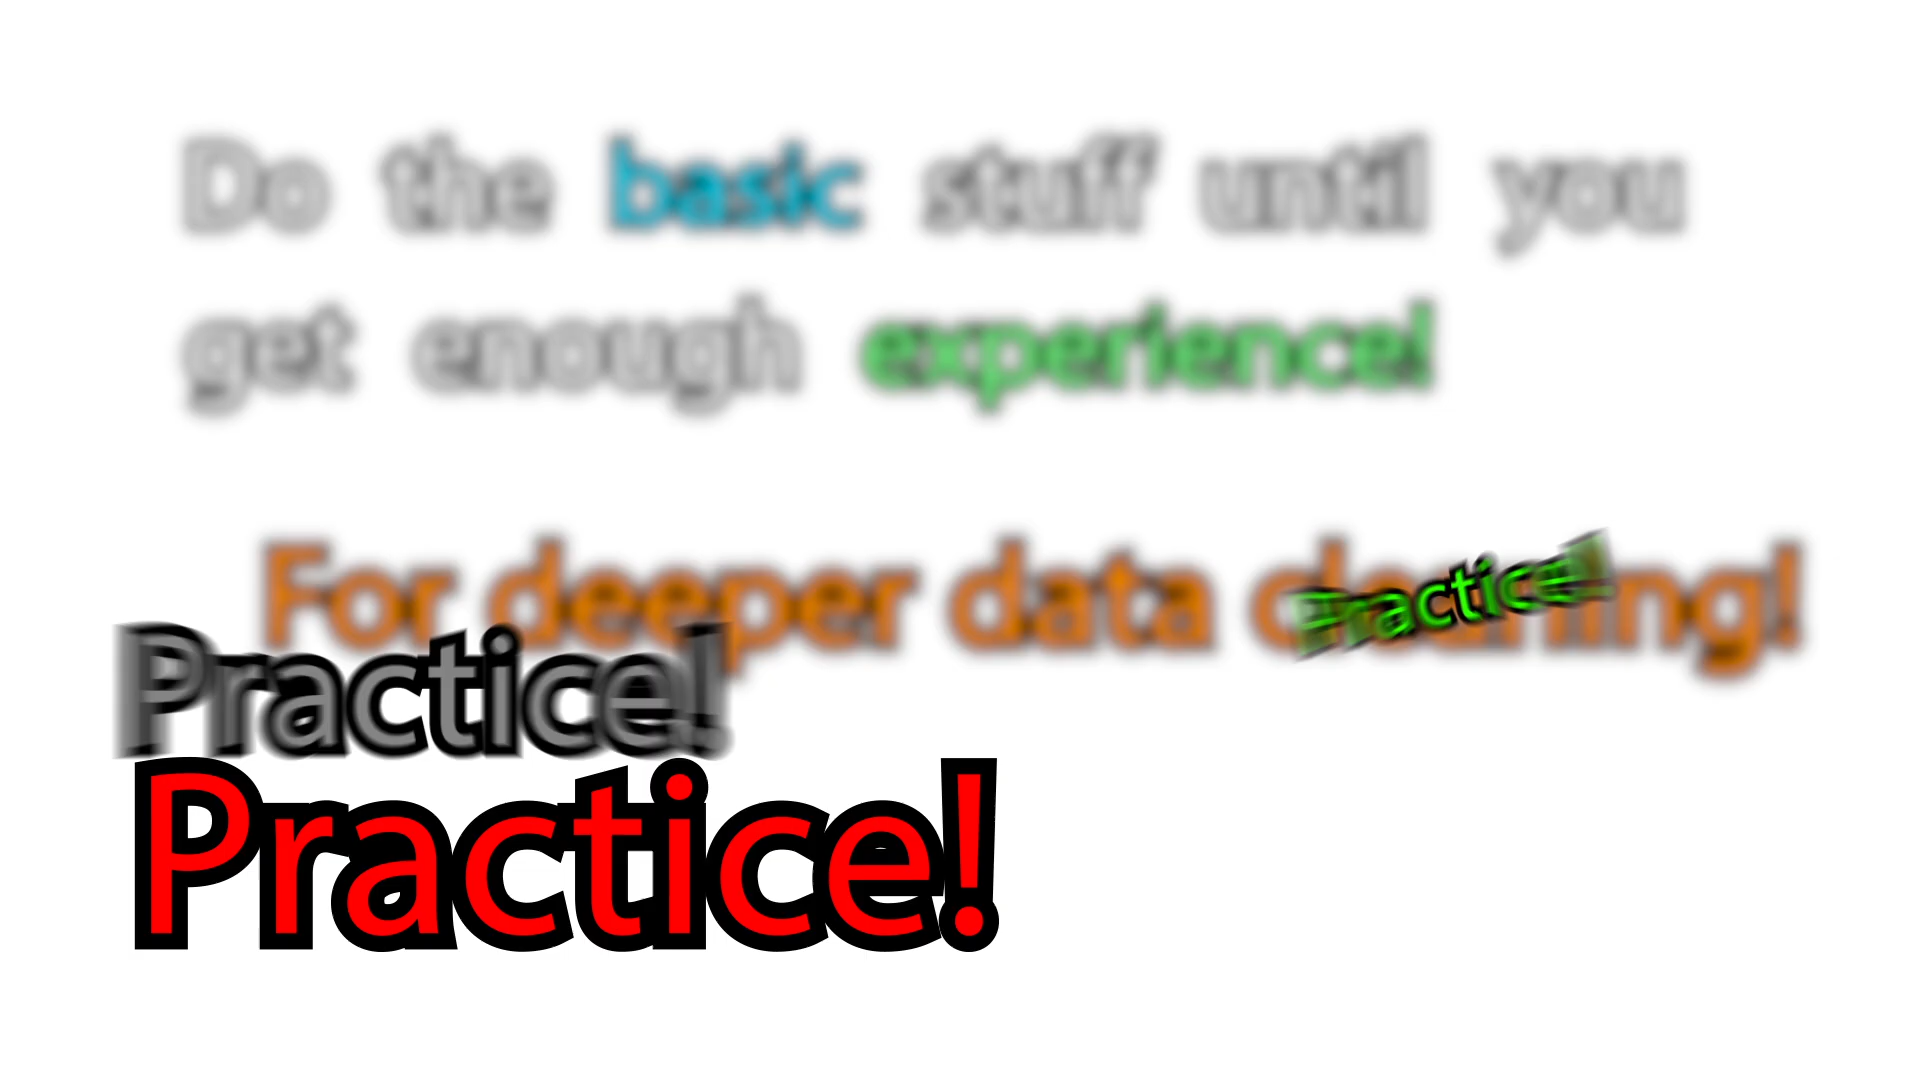 Do the basic stuff until you
get enough experience!
For deeper data cleaning!
Practice!
Practice!
Practice!